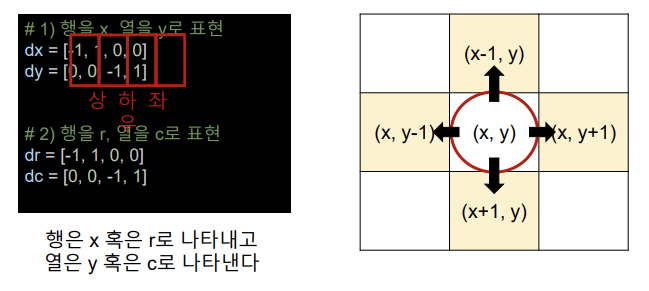 # 1) 행을 x, 열을 y로 표현
dx = [-1, 1, 0, 0]
dy = [0, 0, -1, 1]
상 하 좌
우
# 2) 행을 r, 열을 c로 표현
dr = [-1, 1, 0, 0]
dc = [0, 0, -1, 1]
행은 x 혹은 r로 나타내고
열은 y 혹은 c로 나타낸다
(x-1, y)
(x, y-1) (x, y) (x, y+1)
(x+1, y)